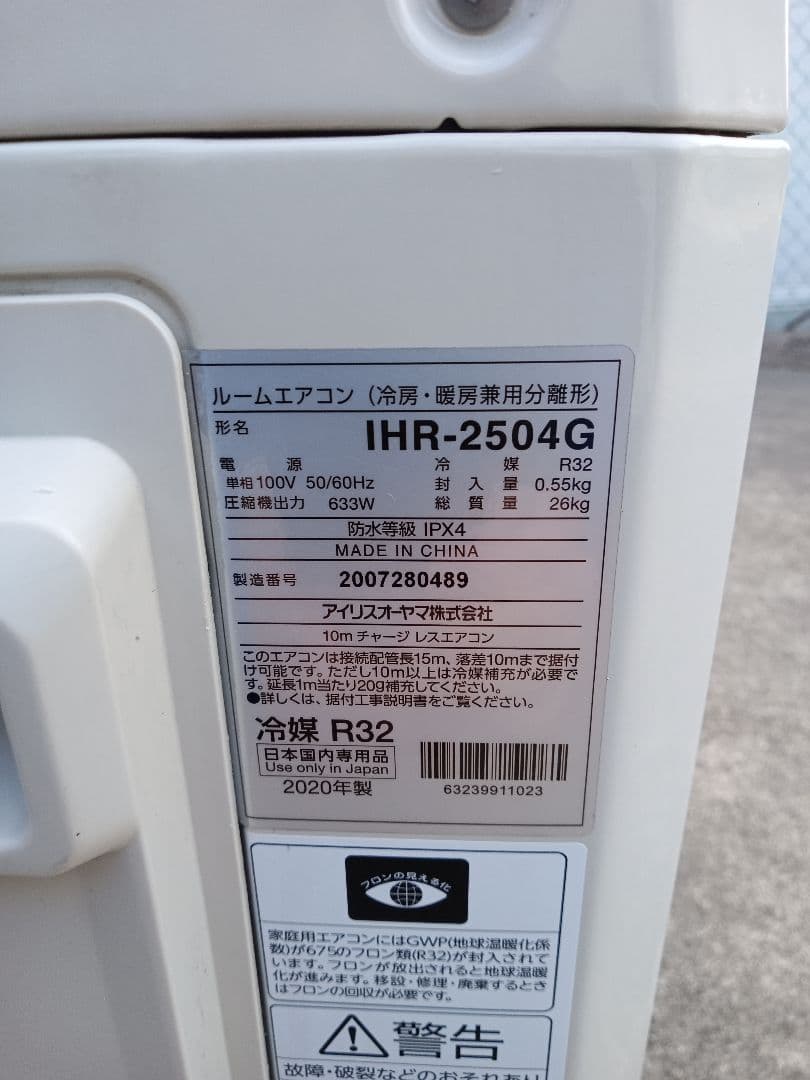 ルームエアコン（冷房・暖房兼用分離形）
形名 IHR-2504G
電源 冷媒 R32
単相100V 50/60Hz 封入量 0.55kg
圧縮機出力 633W 総質量 26kg
防水等級 IPX4
MADE IN CHINA
製造番号 2007280489
アイリスオーヤマ株式会社
10m チャージ レスエアコン
このエアコンは接続配管長15m、落差10mまで据付
け可能です。ただし10m以上は冷媒補充が必要で
す。延長1m当たり20g補充してください。
●詳しくは、据付工事説明書をご覧ください。
冷媒 R32
日本国内専用品
Use only in Japan
2020年製
63239911023
フロンの見える化
家庭用エアコンにはGWP(地球温暖化係
数)が675のフロン類(R32)が封入されて
います。フロンが放出されると地球温暖
化が進みます。移設・修理・廃棄するとき
はフロンの回収が必要です。
警告
故障・破裂などのおそれあり